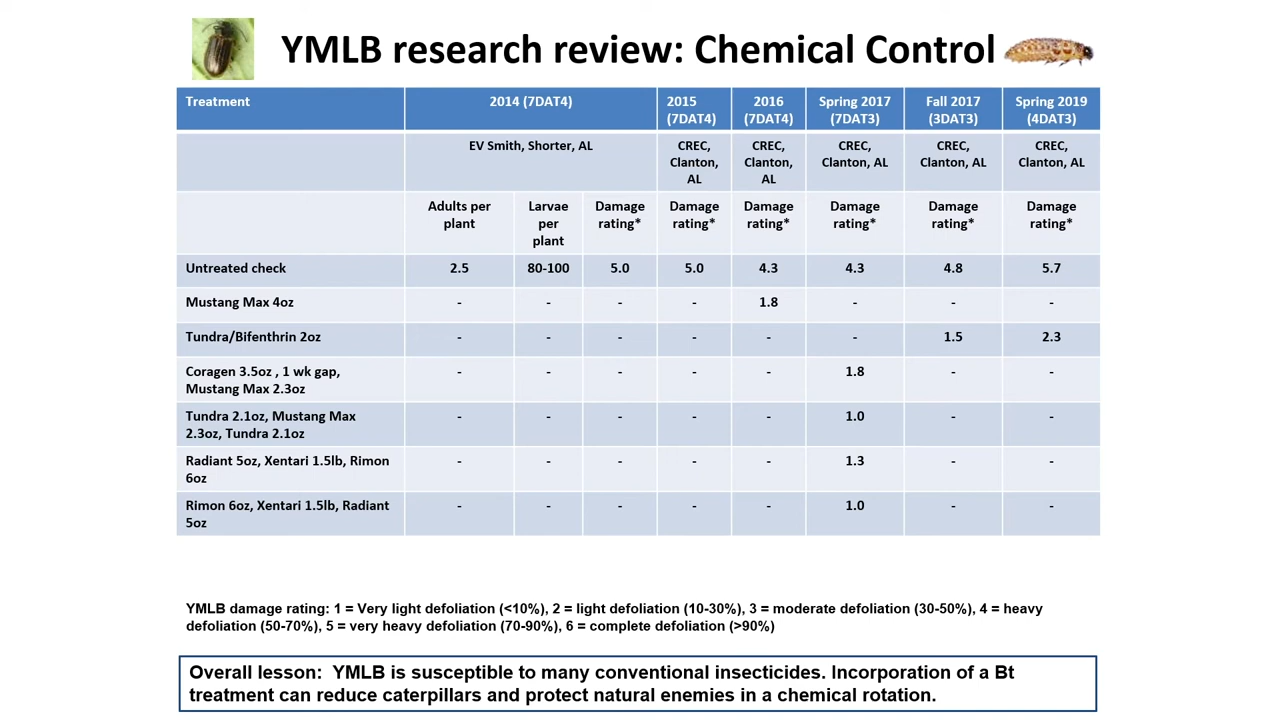 YMLB research review: Chemical Control
Treatment 2014 (7DAT4) 2015 (7DAT4) 2016 (7DAT4) Spring 2017 (7DAT3) Fall 2017 (3DAT3) Spring 2019 (4DAT3)
EV Smith, Shorter, AL CREC, Clanton, AL CREC, Clanton, AL CREC, Clanton, AL CREC, Clanton, AL CREC, Clanton, AL
Adults per plant Larvae per plant Damage rating* Damage rating* Damage rating* Damage rating* Damage rating* Damage rating*
Untreated check 2.5 80-100 5.0 5.0 4.3 4.3 4.8 5.7
Mustang Max 4oz - - - - 1.8 - - -
Tundra/Bifenthrin 2oz - - - - - - 1.5 2.3
Coragen 3.5oz , 1 wk gap, Mustang Max 2.3oz - - - - - 1.8 - -
Tundra 2.1oz, Mustang Max 2.3oz, Tundra 2.1oz - - - - - 1.0 - -
Radiant 5oz, Xentari 1.5lb, Rimon 6oz - - - - - 1.3 - -
Rimon 6oz, Xentari 1.5lb, Radiant 5oz - - - - - 1.0 - -
YMLB damage rating: 1 = Very light defoliation (<10%), 2 = light defoliation (10-30%), 3 = moderate defoliation (30-50%), 4 = heavy
defoliation (50-70%), 5 = very heavy defoliation (70-90%), 6 = complete defoliation (>90%)
Overall lesson: YMLB is susceptible to many conventional insecticides. Incorporation of a Bt
treatment can reduce caterpillars and protect natural enemies in a chemical rotation.